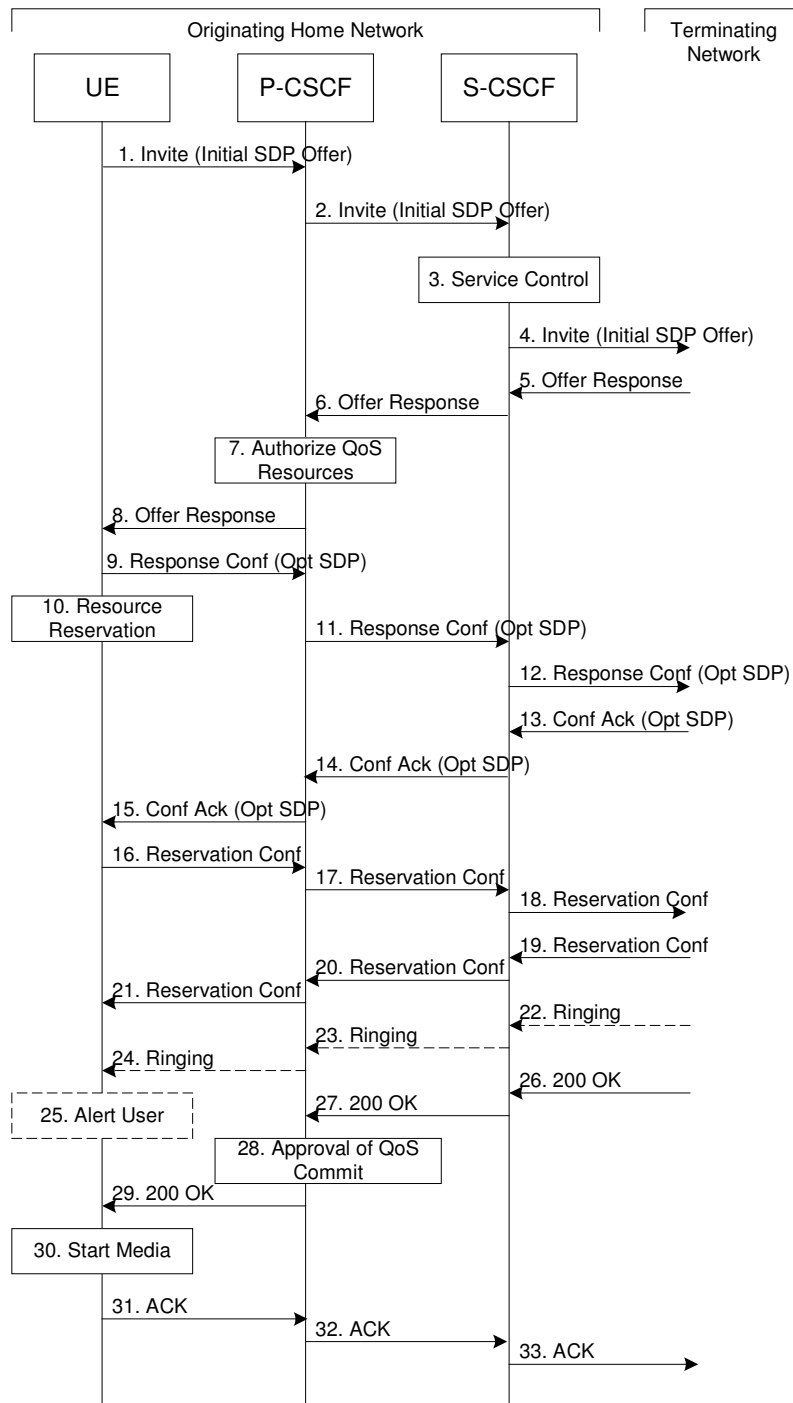 Originating Home Network
Terminating
Network
UE
P-CSCF
S-CSCF
1. Invite (Initial SDP Offer)
2. Invite (Initial SDP Offer)
3. Service Control
4. Invite (Initial SDP Offer)
5. Offer Response
6. Offer Response
7. Authorize QoS
Resources
8. Offer Response
9. Response Conf (Opt SDP)
10. Resource
Reservation
11. Response Conf (Opt SDP)
12. Response Conf (Opt SDP)
13. Conf Ack (Opt SDP)
14. Conf Ack (Opt SDP)
15. Conf Ack (Opt SDP)
16. Reservation Conf
17. Reservation Conf
18. Reservation Conf
19. Reservation Conf
20. Reservation Conf
21. Reservation Conf
22. Ringing
23. Ringing
24. Ringing
25. Alert User
26. 200 OK
27. 200 OK
28. Approval of QoS
Commit
29. 200 OK
30. Start Media
31. ACK
32. ACK
33. ACK